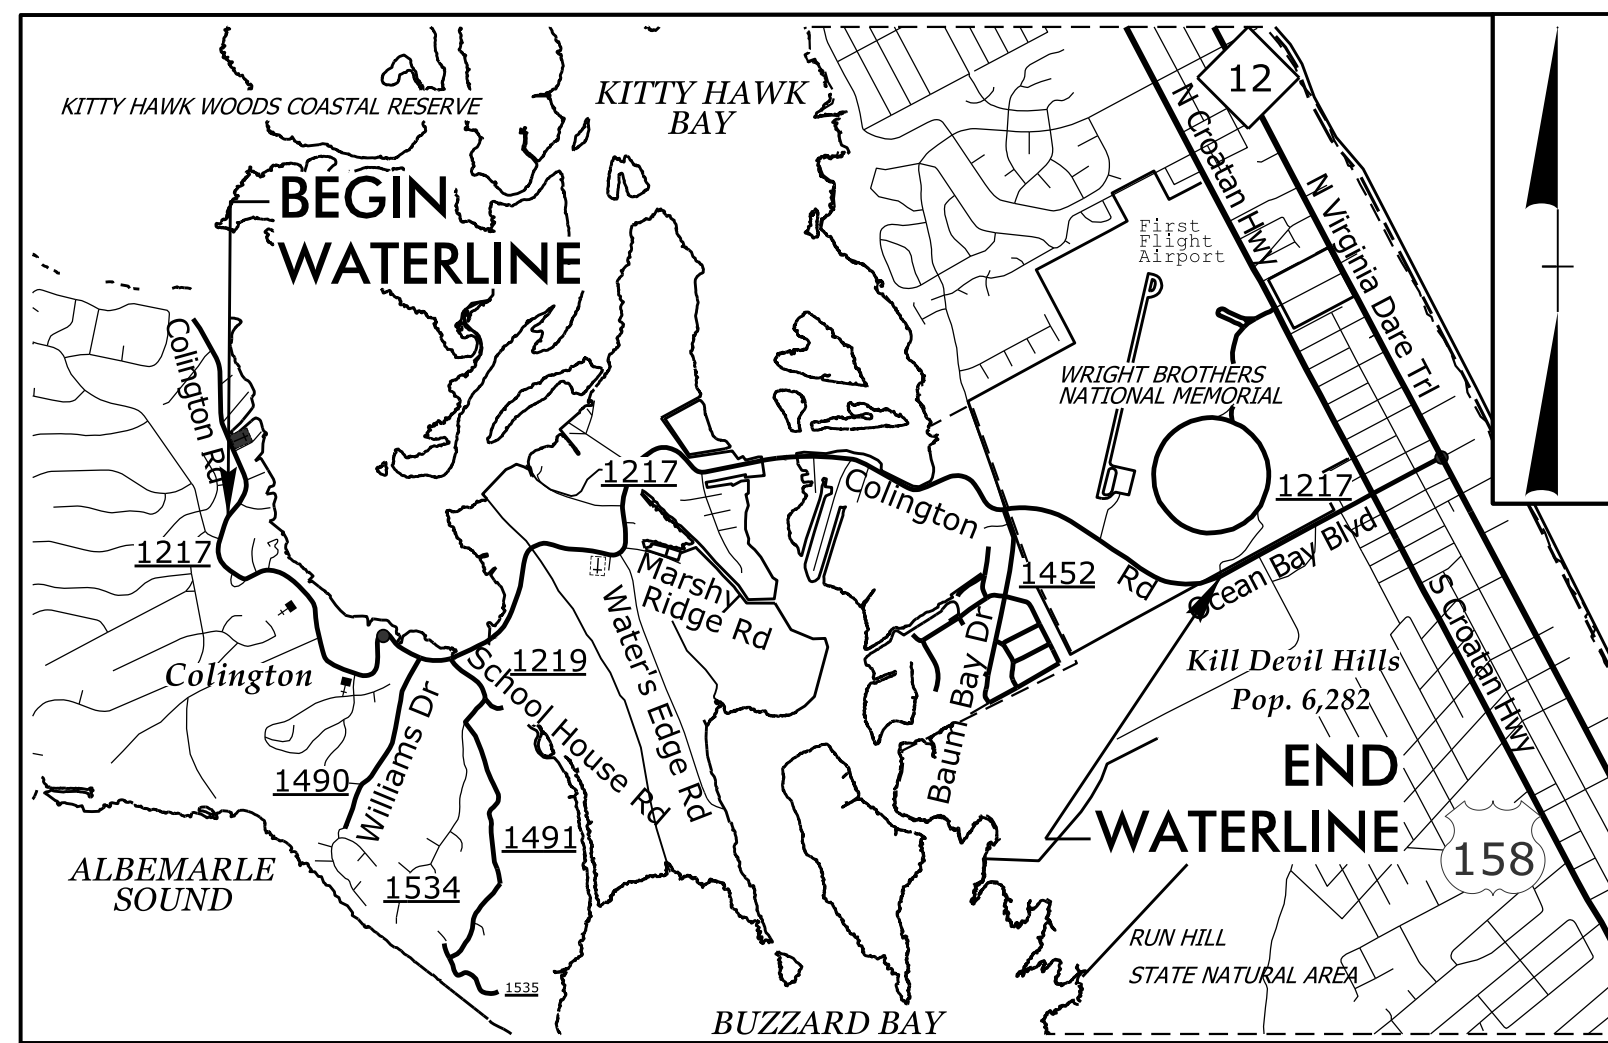 12
KITTY HAWK WOODS COASTAL RESERVE
KITTY HAWK
BAY
N Croatan Hwy
BEGIN
WATERLINE
N Virginia Dare Trl
First
Flight
Airport
Colington Rd
WRIGHT BROTHERS
NATIONAL MEMORIAL
1217
Colington
1217
1217
Marshy
Ridge Rd
1452
Rd
Ocean Bay Blvd
S Croatan Hwy
Colington
School House Rd
1219
Water's Edge Rd
Baum Bay Dr
Kill Devil Hills
Pop. 6,282
Williams Dr
1490
END
WATERLINE
1491
158
ALBEMARLE
SOUND
1534
RUN HILL
STATE NATURAL AREA
1535
BUZZARD BAY